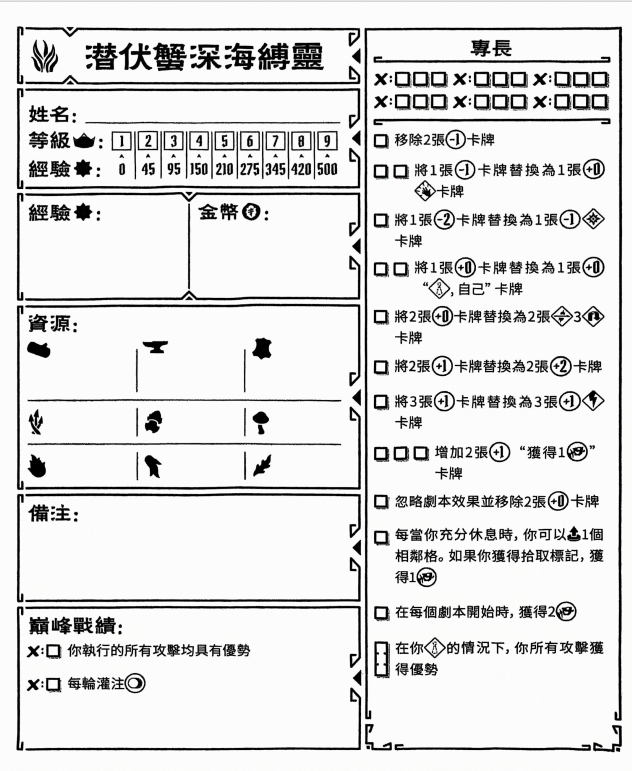 潜伏蟹深海縛靈
姓名:
等級: 1 2 3 4 5 6 7 8 9
經驗: 0 45 95 150 210 275 345 420 500
經驗: 金幣:
資源:
備注:
巔峰戰績:
X: 你執行的所有攻擊均具有優勢
X: 每輪灌注
專長
X: X: X:
X: X: X:
移除2張-1卡牌
將1張-1卡牌替換為1張+0
卡牌
將1張-2卡牌替換為1張-1
卡牌
將1張+0卡牌替換為1張+0
“, 自己” 卡牌
將2張+0卡牌替換為2張3
卡牌
將2張+1卡牌替換為2張+2卡牌
將3張+1卡牌替換為3張+1
卡牌
增加2張+1 “獲得1”
卡牌
忽略劇本效果並移除2張+0卡牌
每當你充分休息時, 你可以1個
相鄰格。如果你獲得拾取標記, 獲
得1
在每個劇本開始時, 獲得2
在你的情況下, 你所有攻擊獲
得優勢